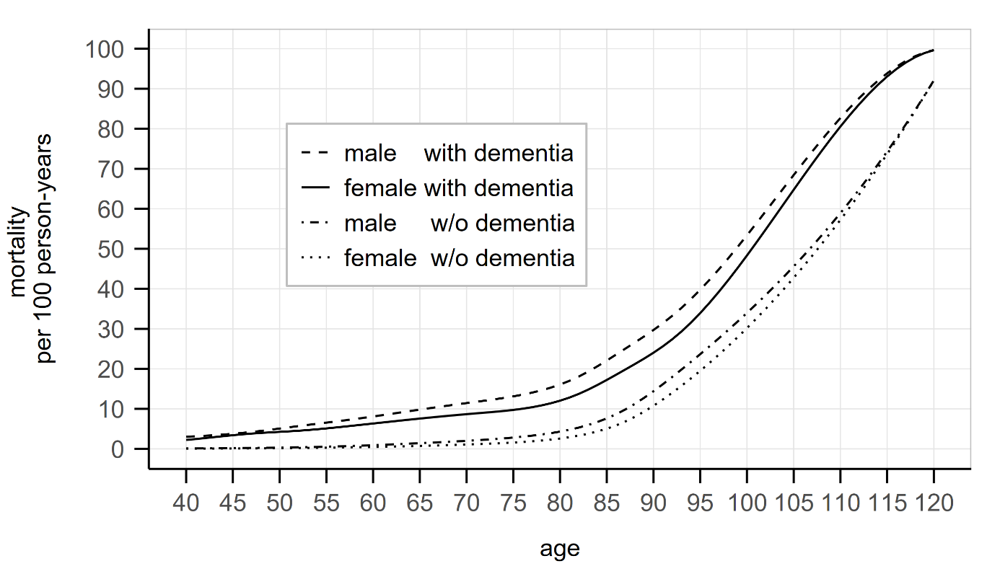 mortality
per 100 person-years
100
90
80
70
60
50
40
30
20
10
0
male with dementia
female with dementia
male w/o dementia
female w/o dementia
40 45 50 55 60 65 70 75 80 85 90 95 100 105 110 115 120
age